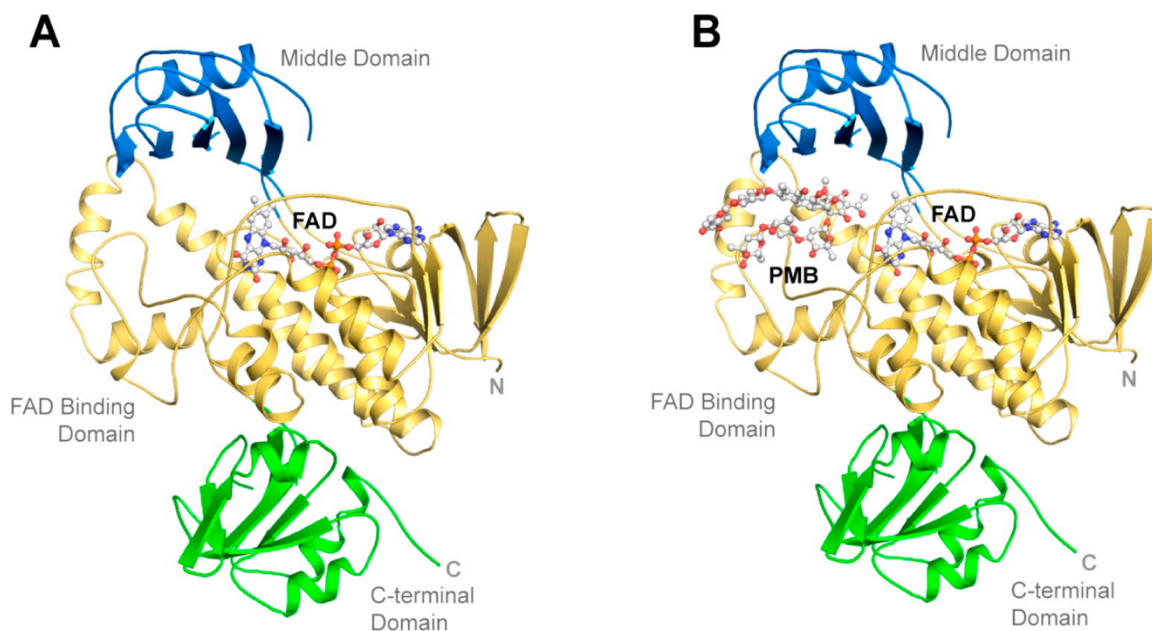 A
Middle Domain
FAD
N
FAD Binding
Domain
C
C-terminal
Domain
B
Middle Domain
FAD
PMB
N
FAD Binding
Domain
C
C-terminal
Domain